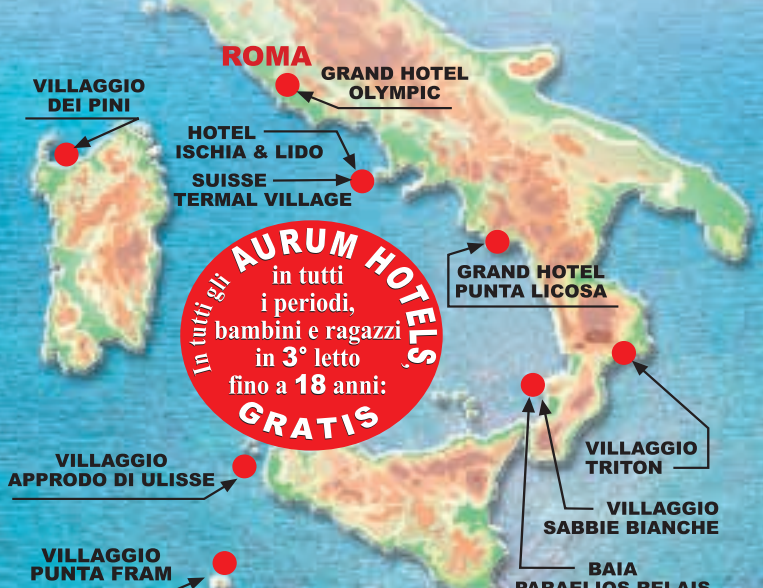 ROMA
GRAND HOTEL
OLYMPIC
VILLAGGIO
DEI PINI
HOTEL
ISCHIA & LIDO
SUISSE
TERMAL VILLAGE
In tutti gli AURUM HOTELS,
in tutti
i periodi,
bambini e ragazzi
in 3° letto
fino a 18 anni:
GRATIS
GRAND HOTEL
PUNTA LICOSA
VILLAGGIO
TRITON
VILLAGGIO
APPRODO DI ULISSE
VILLAGGIO
SABBIE BIANCHE
VILLAGGIO
PUNTA FRAM
BAIA
PARAELIOS RELAIS